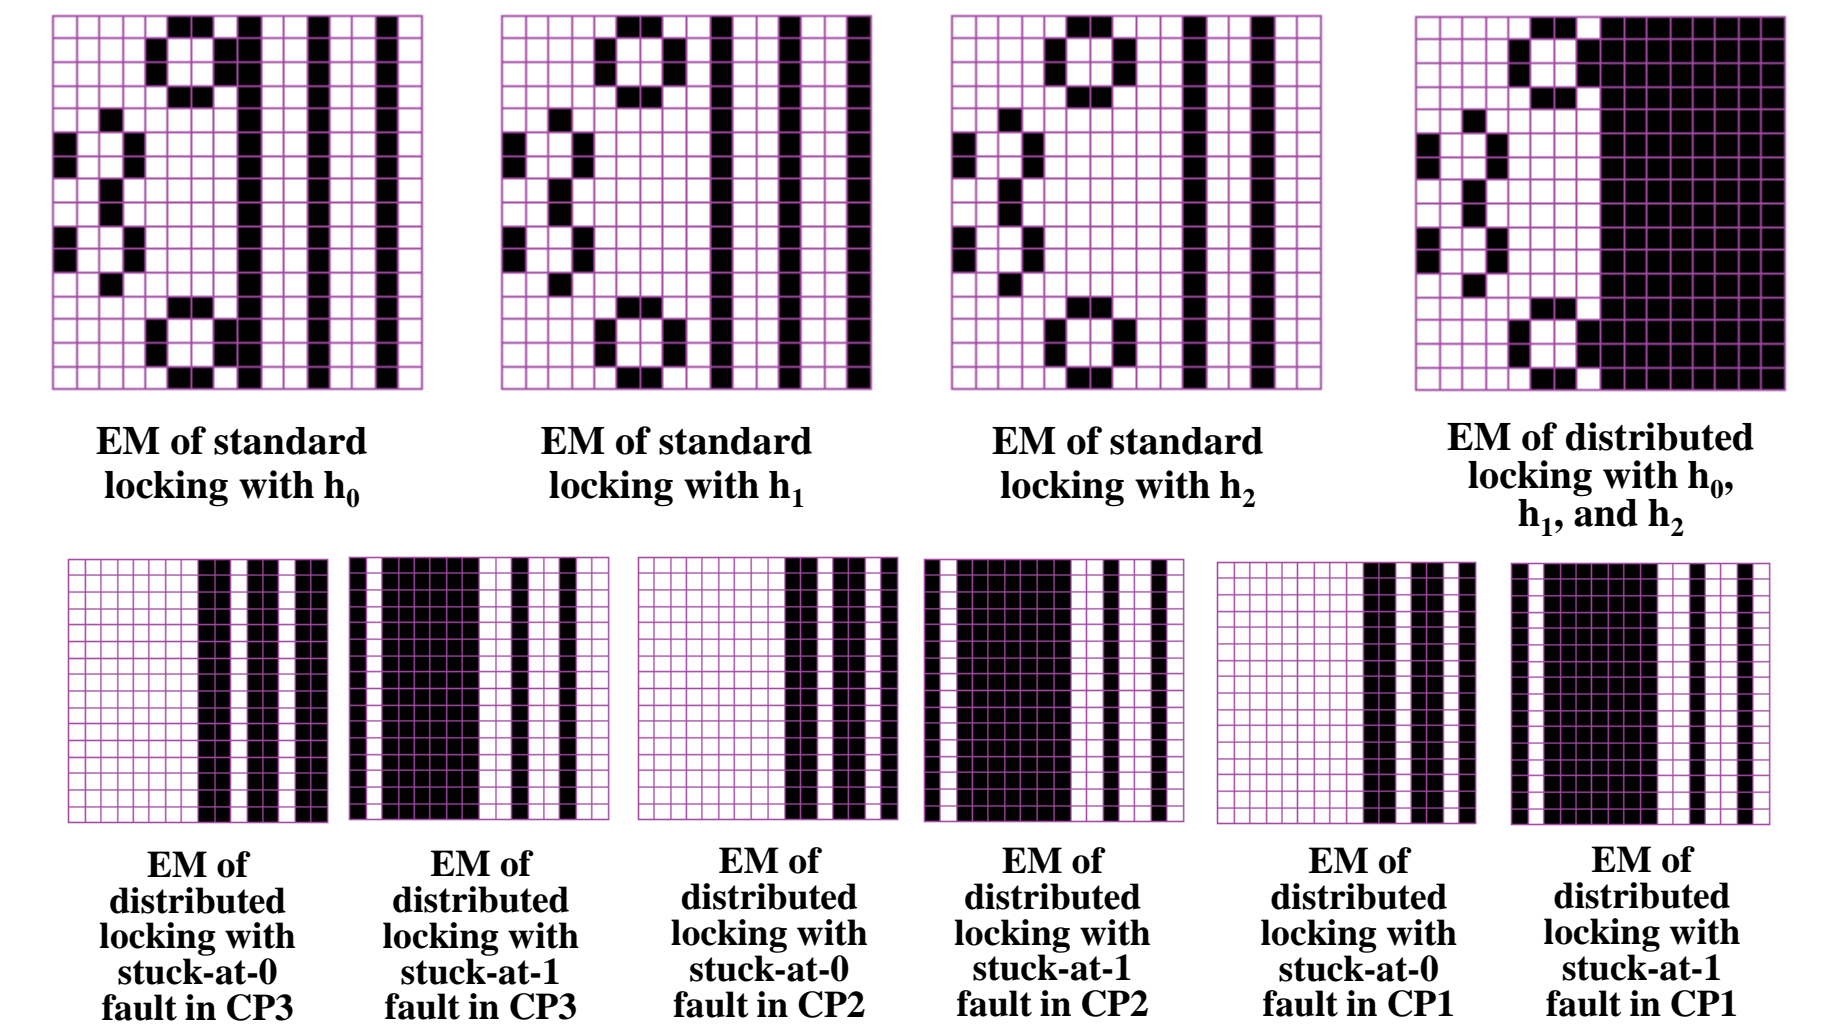 EM of standard
locking with h0
EM of standard
locking with h1
EM of standard
locking with h2
EM of distributed
locking with h0,
h1, and h2
EM of
distributed
locking with
stuck-at-0
fault in CP3
EM of
distributed
locking with
stuck-at-1
fault in CP3
EM of
distributed
locking with
stuck-at-0
fault in CP2
EM of
distributed
locking with
stuck-at-1
fault in CP2
EM of
distributed
locking with
stuck-at-0
fault in CP1
EM of
distributed
locking with
stuck-at-1
fault in CP1